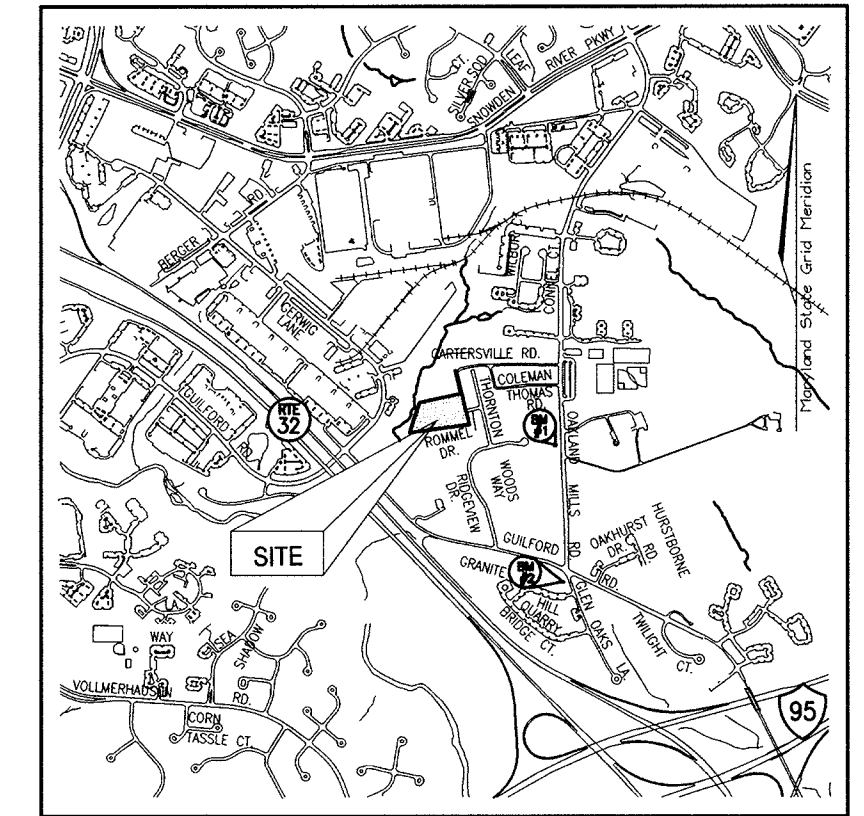 CT.
SILVER SOD
LEAF
RIVER PKWY
SNOWDEN
RD
BERGER
GERWIG
LANE
WILBUR
CONNEL CT.
Maryland State Grid Meridian
CARTERSVILLE RD.
COLEMAN
THOMAS
RD.
THORNTON
GUILFORD
RD
RTE
32
BM
#1
OAKLAND
MILLS
RD
ROMMEL
DR.
WOODS
WAY
RIDGEVIEW
DR.
SITE
GUILFORD
OAKHURST
DR.
HURSTBORNE
RD.
GRANITE
BM
#2
HILL
QUARRY
BRIDGE CT.
RD
GLEN OAKS
LA.
TWILIGHT
CT.
WAY
SEA
SHADOW
VOLLMERHAUSEN
RD.
CORN
TASSLE CT.
95